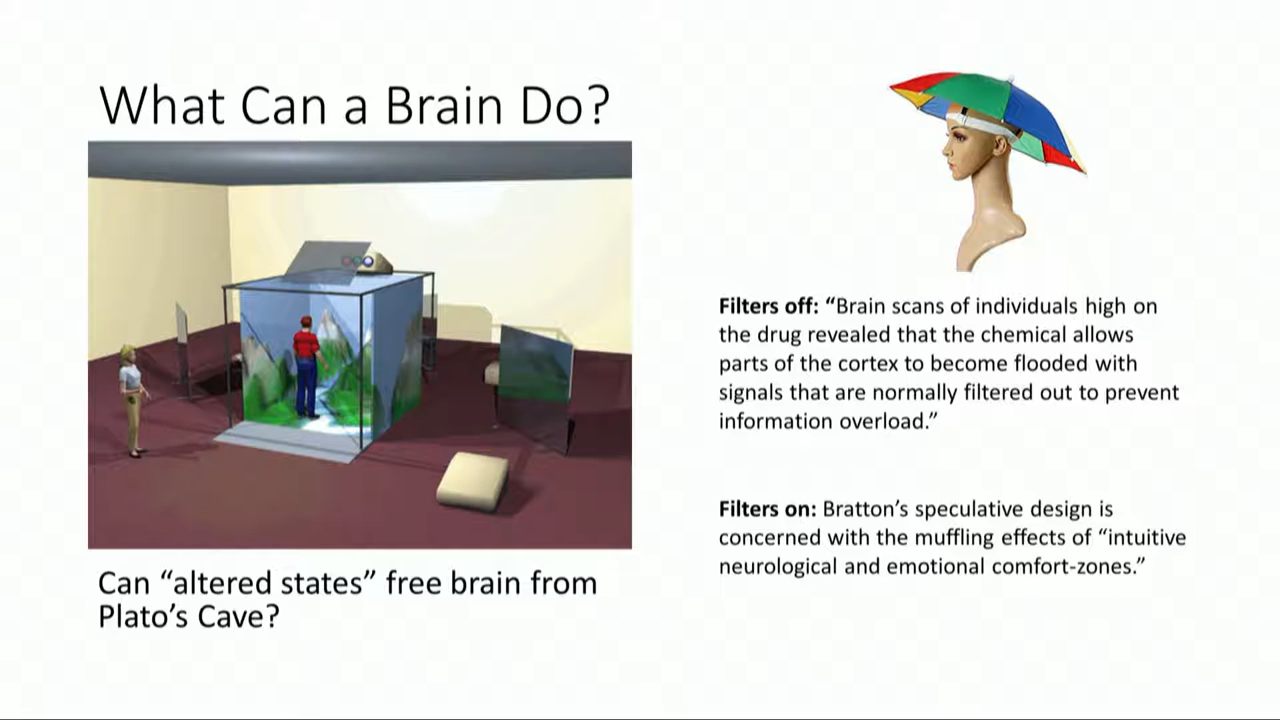 What Can a Brain Do?
Can “altered states” free brain from
Plato’s Cave?
Filters off: “Brain scans of individuals high on
the drug revealed that the chemical allows
parts of the cortex to become flooded with
signals that are normally filtered out to prevent
information overload.”
Filters on: Bratton’s speculative design is
concerned with the muffling effects of “intuitive
neurological and emotional comfort-zones.”